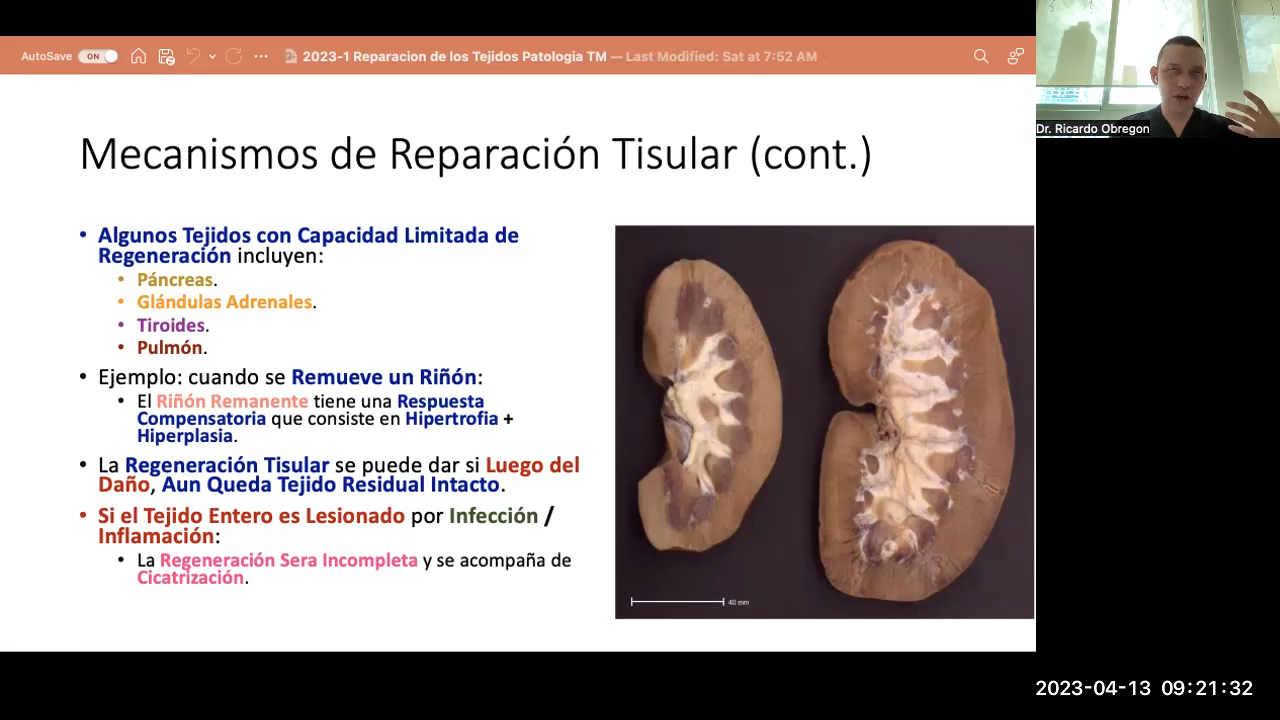 AutoSave ON ... 2023-1 Reparacion de los Tejidos Patologia TM — Last Modified: Sat at 7:52 AM
Dr. Ricardo Obregon
Mecanismos de Reparación Tisular (cont.)
• Algunos Tejidos con Capacidad Limitada de
Regeneración incluyen:
• Páncreas.
• Glándulas Adrenales.
• Tiroides.
• Pulmón.
• Ejemplo: cuando se Remueve un Riñón:
• El Riñón Remanente tiene una Respuesta
Compensatoria que consiste en Hipertrofia +
Hiperplasia.
• La Regeneración Tisular se puede dar si Luego del
Daño, Aun Queda Tejido Residual Intacto.
• Si el Tejido Entero es Lesionado por Infección /
Inflamación:
• La Regeneración Sera Incompleta y se acompaña de
Cicatrización.
40 mm
2023-04-13 09:21:32